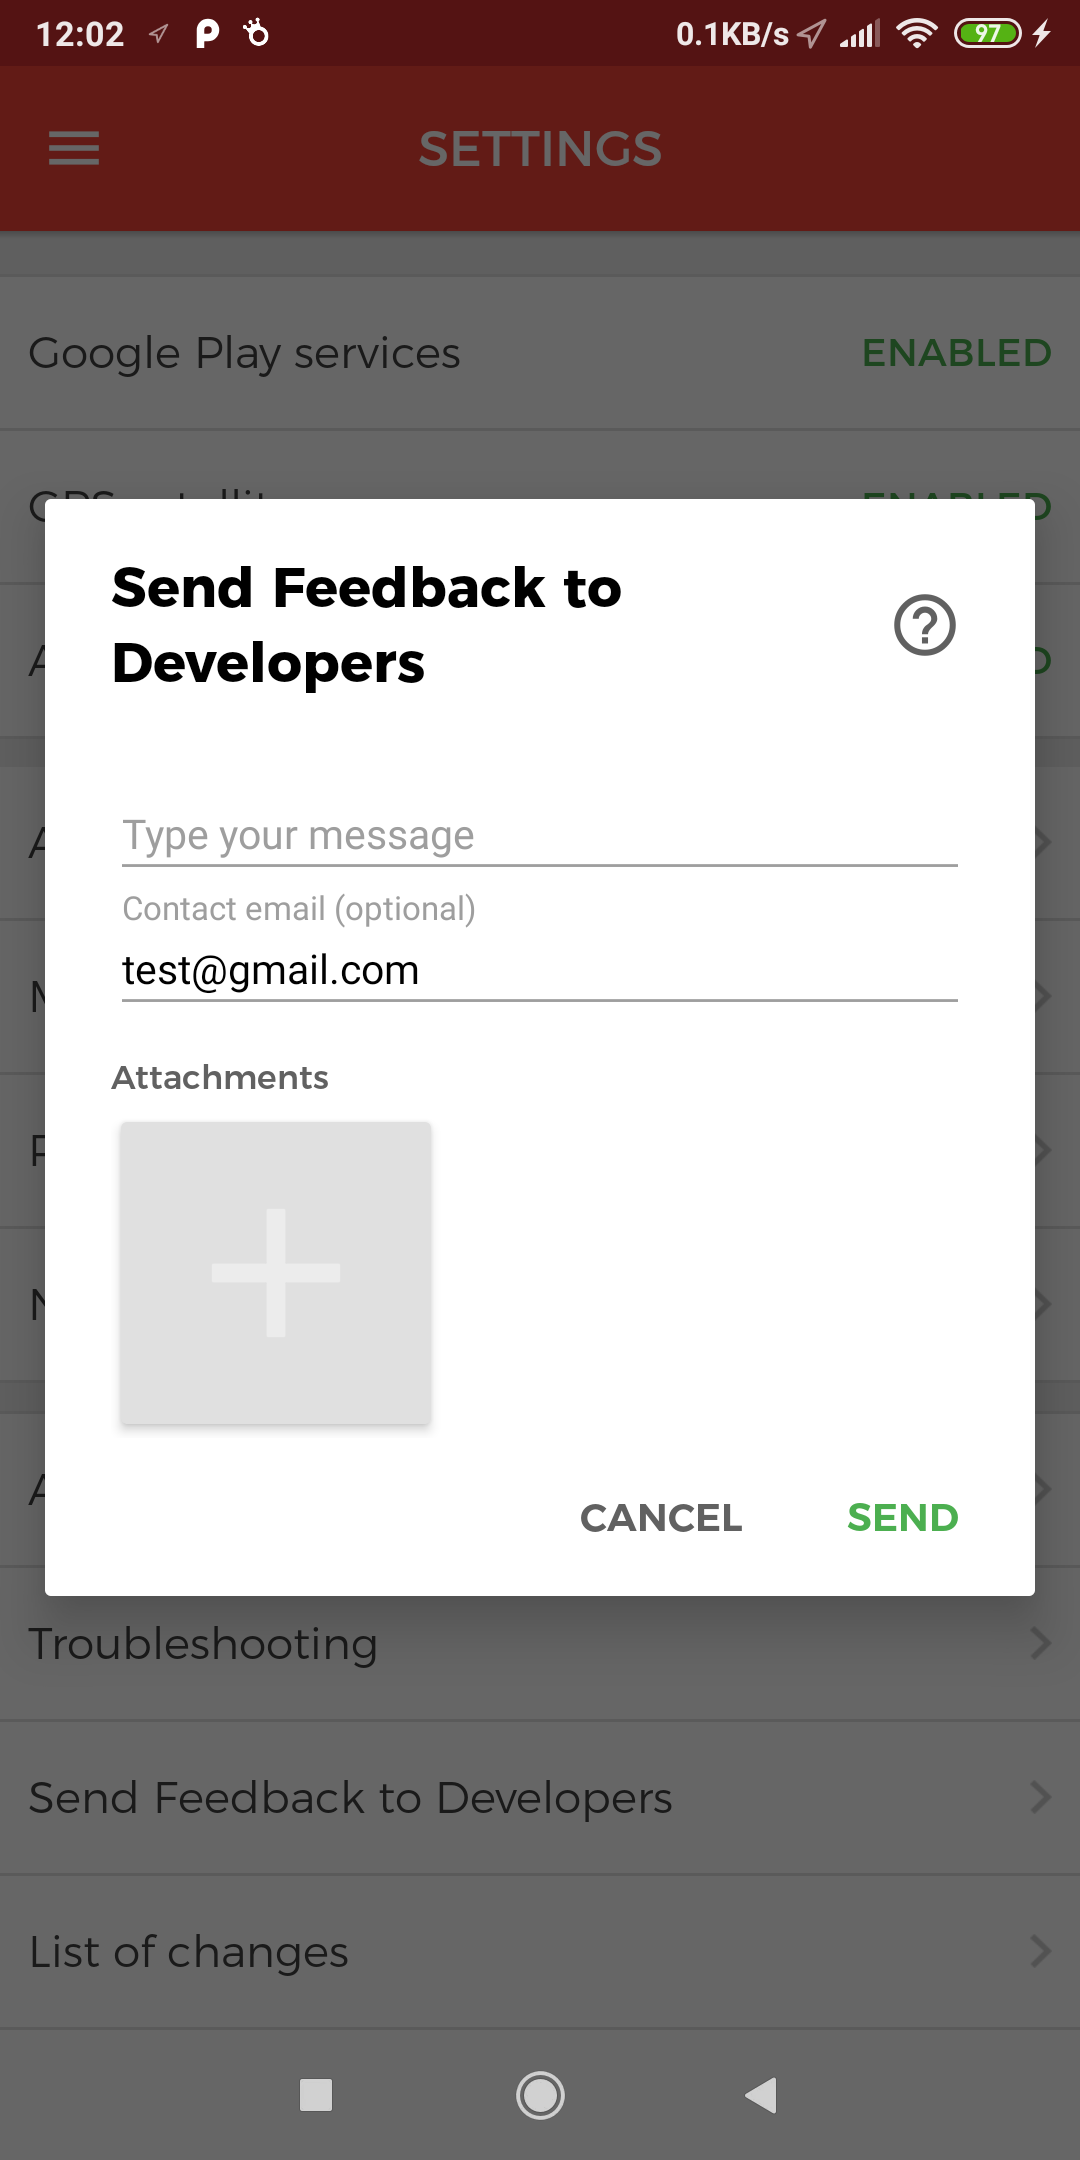 12:02
0.1KB/s
97
SETTINGS
Google Play services
ENABLED
Send Feedback to
Developers
Type your message
Contact email (optional)
test@gmail.com
Attachments
CANCEL
SEND
Troubleshooting
Send Feedback to Developers
List of changes